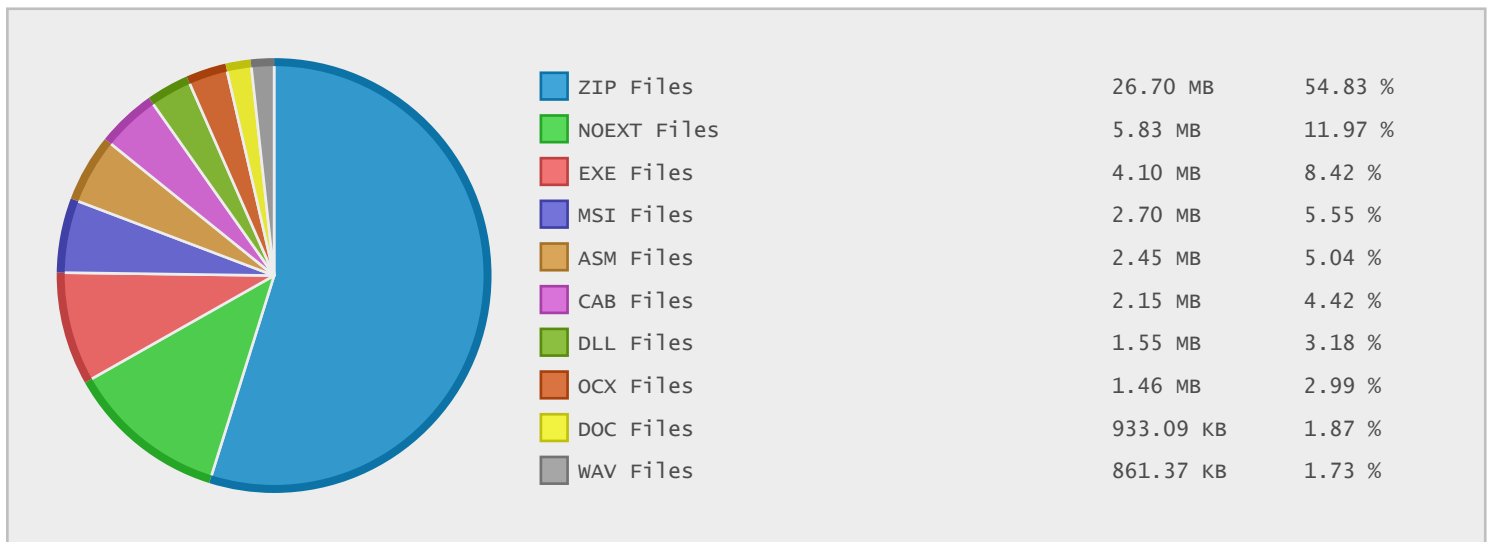 ZIP Files 26.70 MB 54.83 %
NOEXT Files 5.83 MB 11.97 %
EXE Files 4.10 MB 8.42 %
MSI Files 2.70 MB 5.55 %
ASM Files 2.45 MB 5.04 %
CAB Files 2.15 MB 4.42 %
DLL Files 1.55 MB 3.18 %
OCX Files 1.46 MB 2.99 %
DOC Files 933.09 KB 1.87 %
WAV Files 861.37 KB 1.73 %